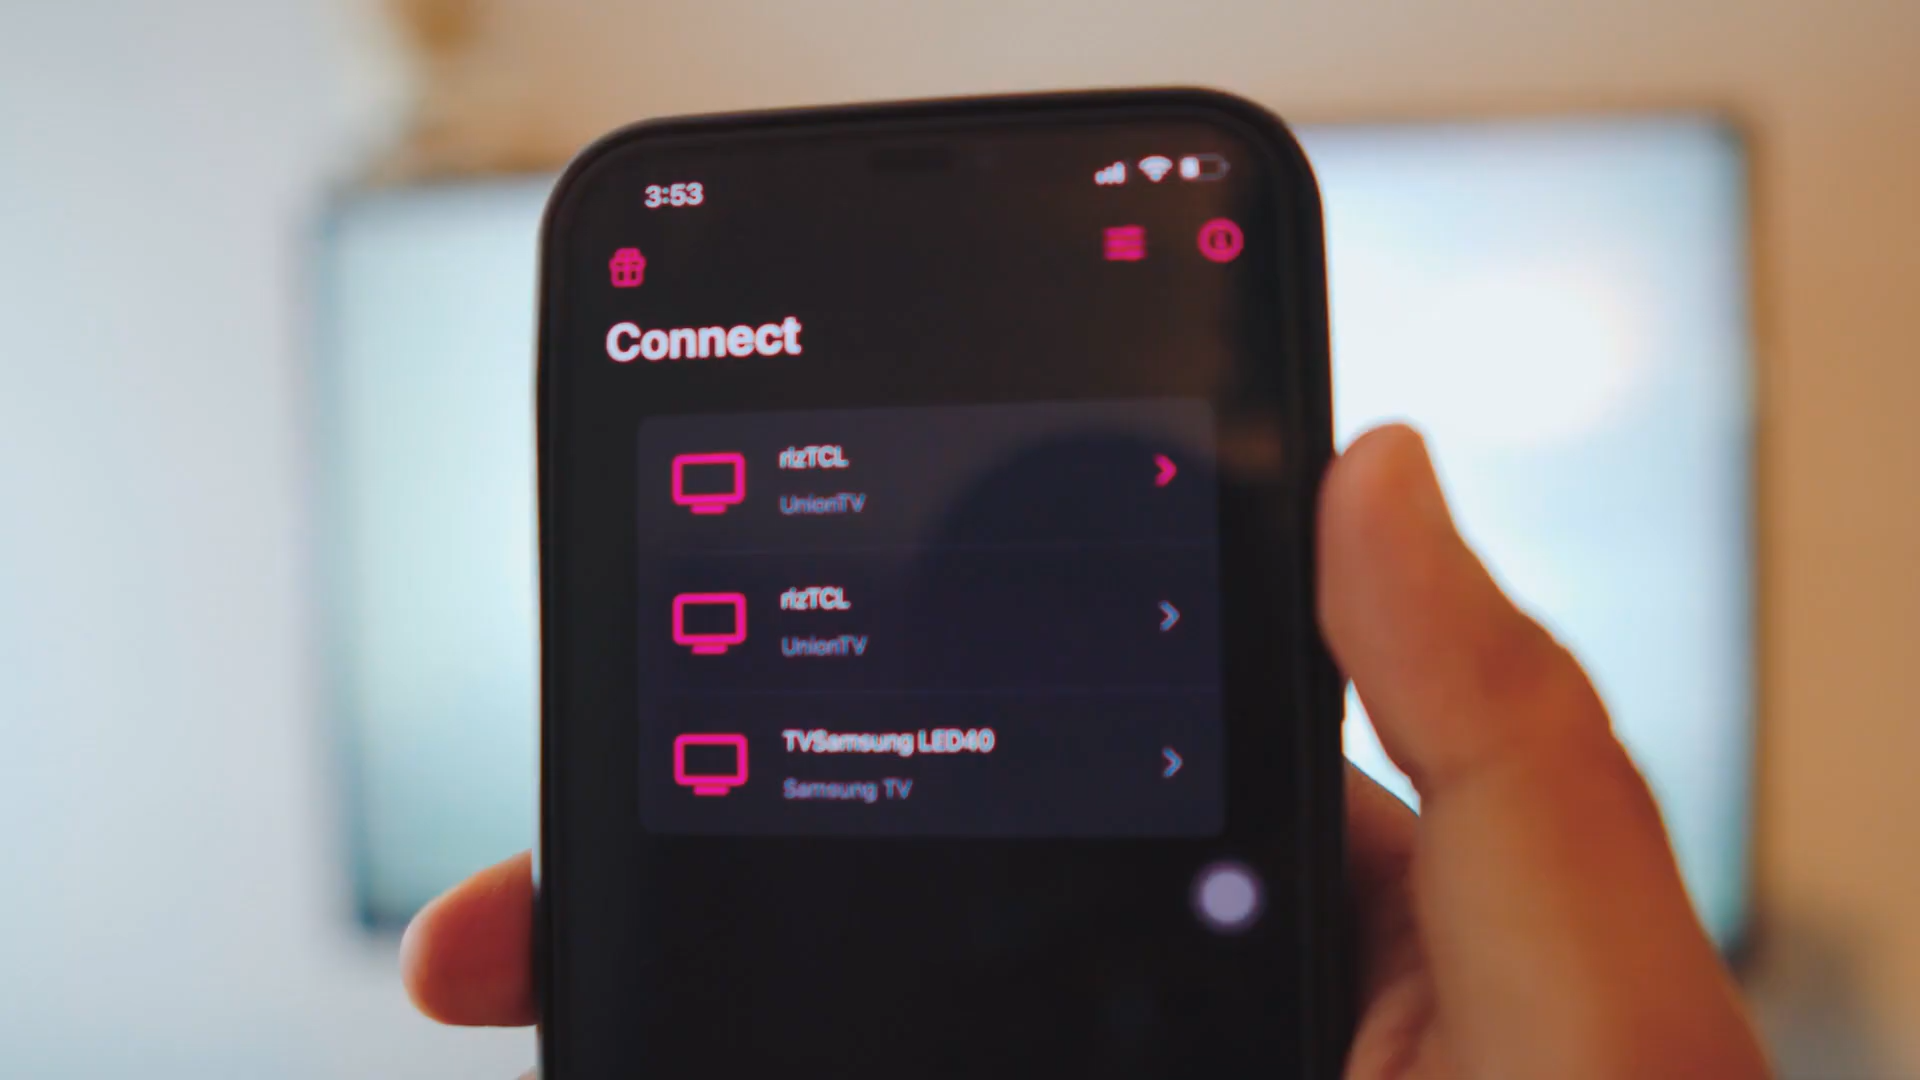 3:53
Connect
rizTCL
UnionTV
rizTCL
UnionTV
TVSamsung LED40
Samsung TV